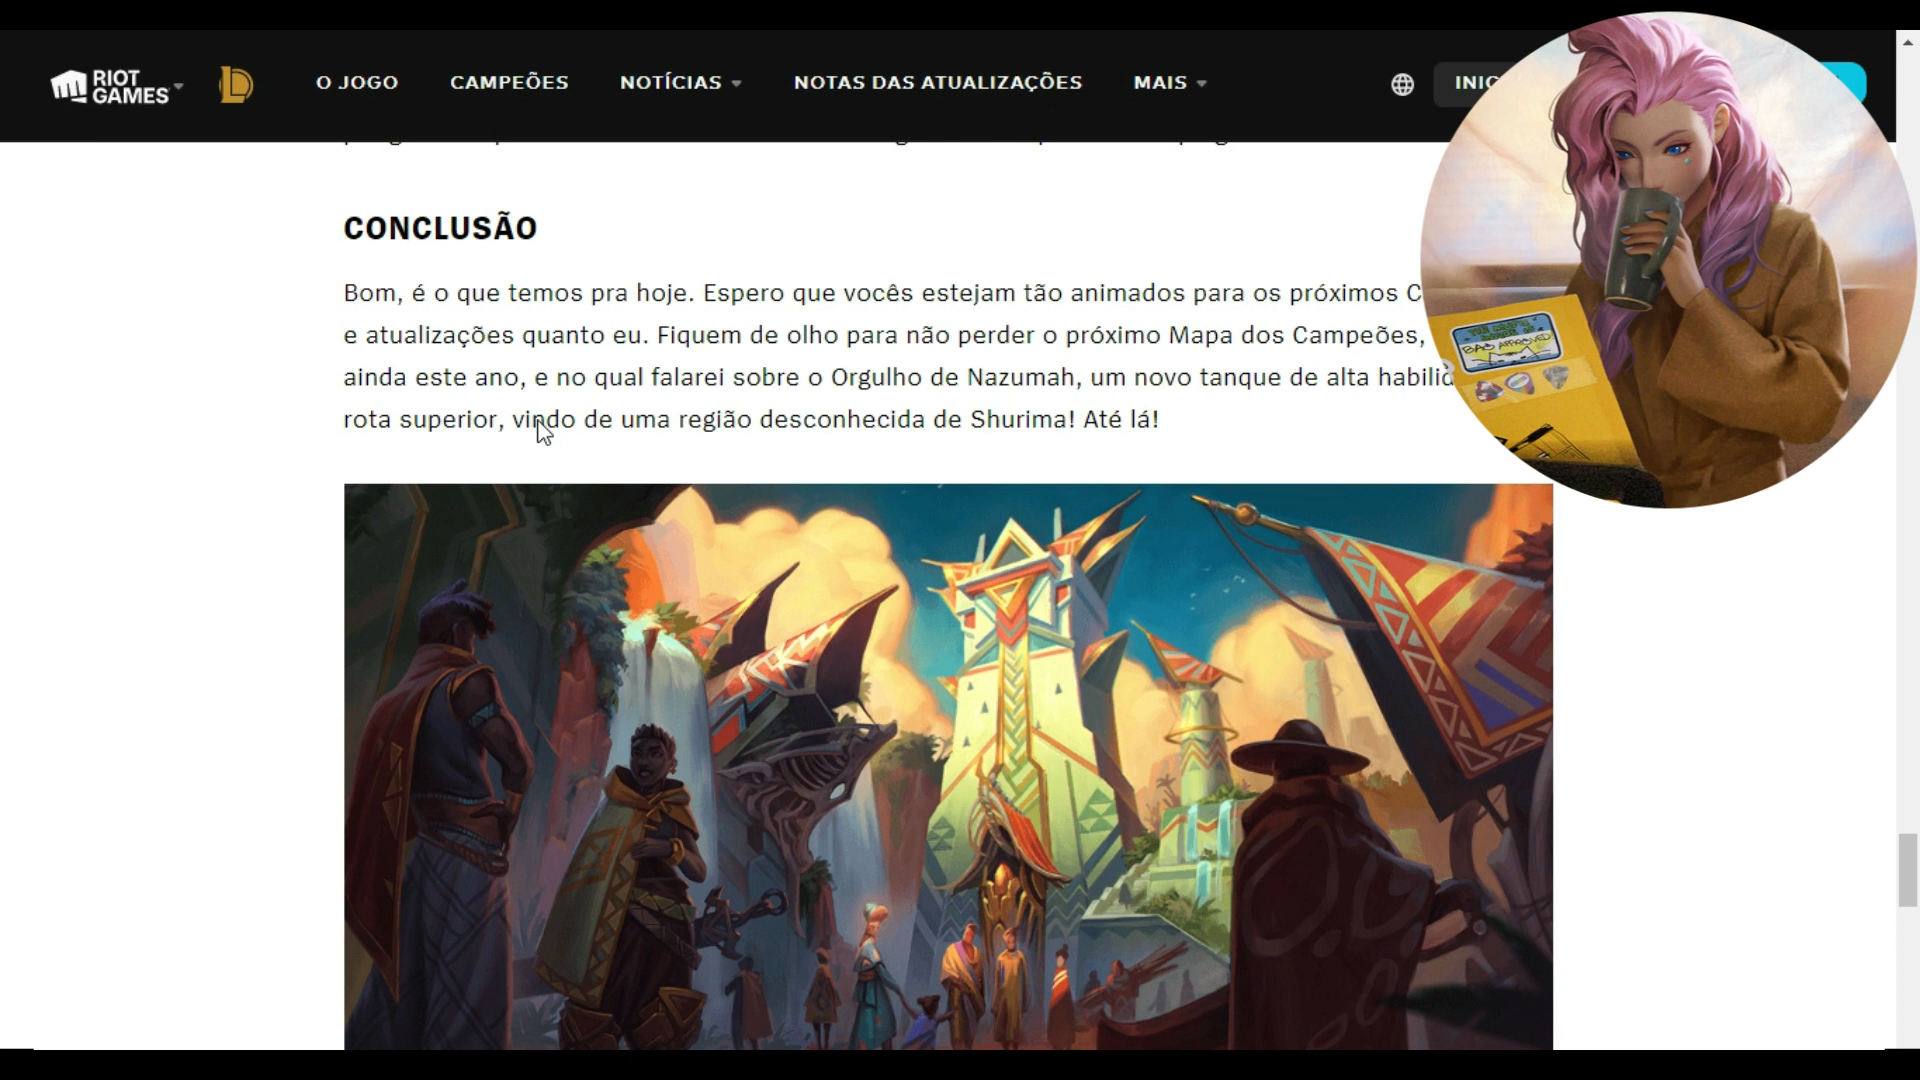 RIOT GAMES
O JOGO CAMPEÕES NOTÍCIAS NOTAS DAS ATUALIZAÇÕES MAIS
CONCLUSÃO
Bom, é o que temos pra hoje. Espero que vocês estejam tão animados para os próximos
e atualizações quanto eu. Fiquem de olho para não perder o próximo Mapa dos Campeões,
ainda este ano, e no qual falarei sobre o Orgulho de Nazumah, um novo tanque de alta
rota superior, vindo de uma região desconhecida de Shurima! Até lá!
APPROVED